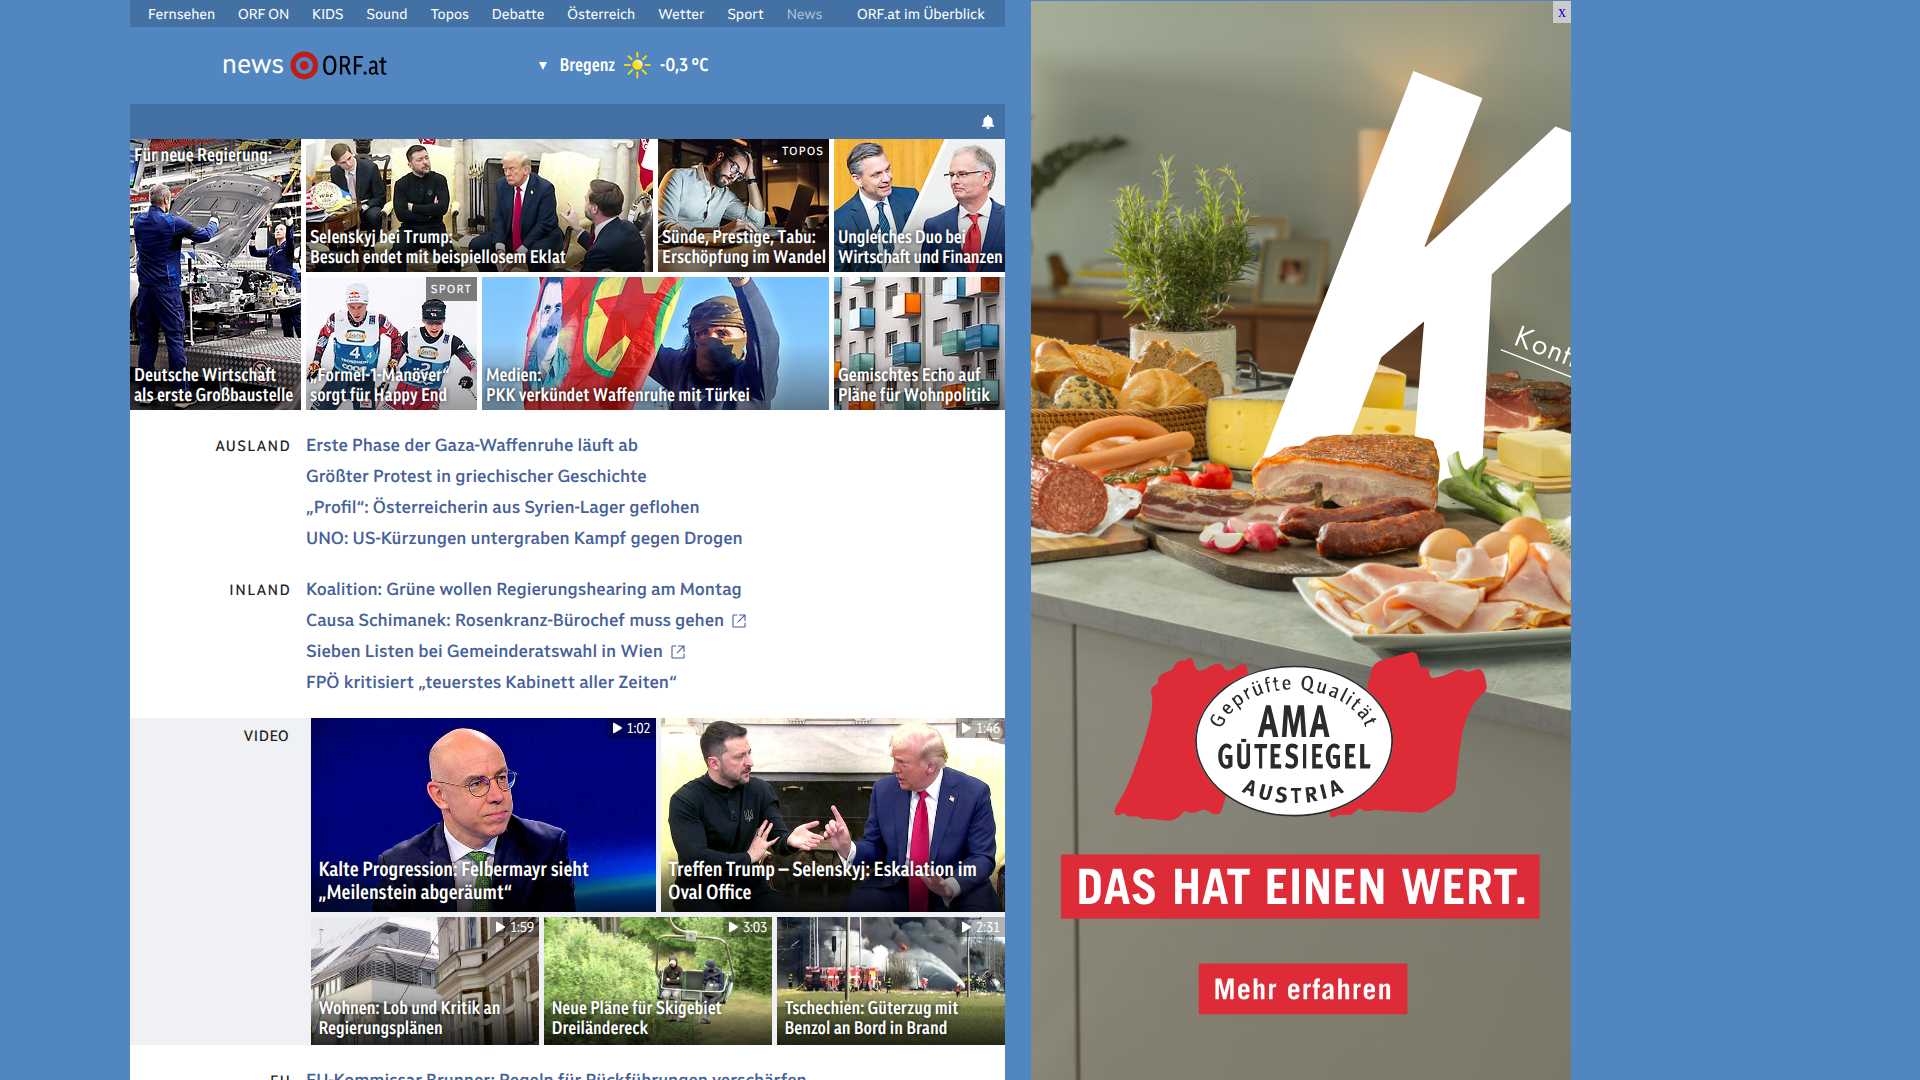 Fernsehen ORF ON KIDS Sound Topos Debatte Österreich Wetter Sport News ORF.at im Überblick
news ORF.at
Bregenz -0,3 °C
Für neue Regierung:
Deutsche Wirtschaft
als erste Großbaustelle
Selenskyj bei Trump:
Besuch endet mit beispiellosem Eklat
TOPOS
Sünde, Prestige, Tabu:
Erschöpfung im Wandel
Ungleiches Duo bei
Wirtschaft und Finanzen
SPORT
„Formel-1-Manöver“
sorgt für Happy End
Medien:
PKK verkündet Waffenruhe mit Türkei
Gemischtes Echo auf
Pläne für Wohnpolitik
AUSLAND
Erste Phase der Gaza-Waffenruhe läuft ab
Größter Protest in griechischer Geschichte
„Profil“: Österreicherin aus Syrien-Lager geflohen
UNO: US-Kürzungen untergraben Kampf gegen Drogen
INLAND
Koalition: Grüne wollen Regierungshearing am Montag
Causa Schimanek: Rosenkranz-Bürochef muss gehen
Sieben Listen bei Gemeinderatswahl in Wien
FPÖ kritisiert „teuerstes Kabinett aller Zeiten“
VIDEO
1:02
Kalte Progression: Felbermayr sieht
„Meilenstein abgeräumt“
1:46
Treffen Trump – Selenskyj: Eskalation im
Oval Office
1:59
Wohnen: Lob und Kritik an
Regierungsplänen
3:03
Neue Pläne für Skigebiet
Dreiländereck
2:31
Tschechien: Güterzug mit
Benzol an Bord in Brand
EU
EU-Kommissar Brunner: Regeln für Rückführungen verschärfen
x
K
Kont
Geprüfte Qualität
AMA
GÜTESIEGEL
AUSTRIA
DAS HAT EINEN WERT.
Mehr erfahren